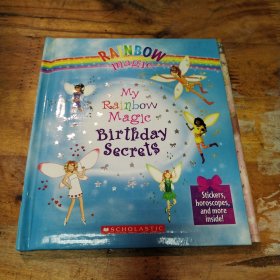 RAINBOW
magic
My
Rainbow
Magic
Birthday
Secrets
Stickers,
horoscopes,
and more
inside!
SCHOLASTIC